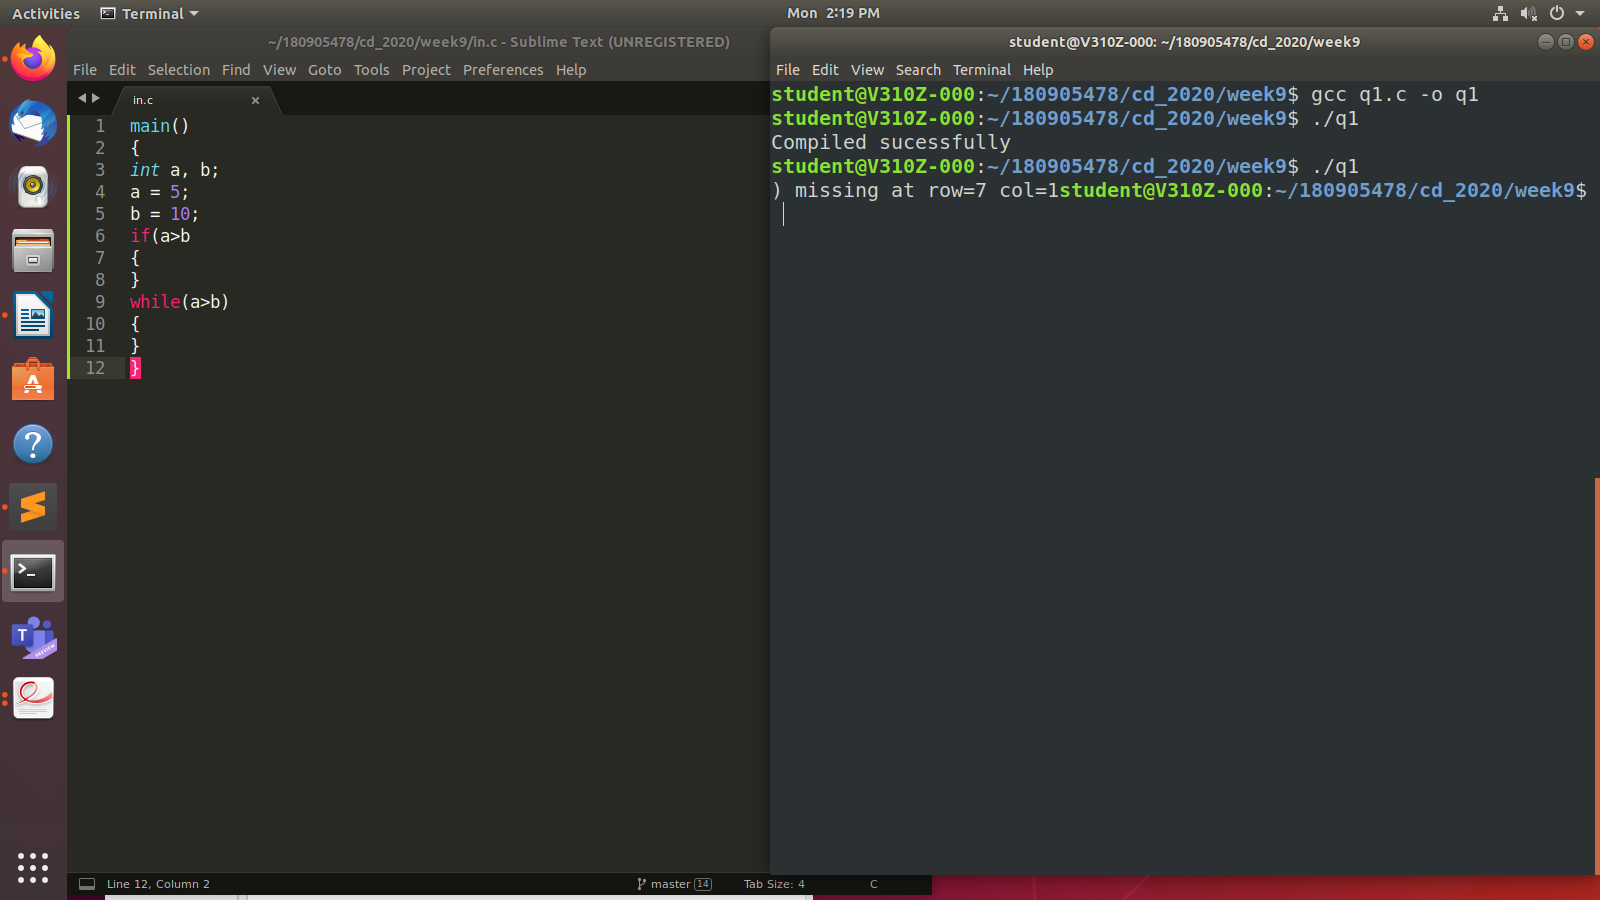 Activities Terminal Mon 2:19 PM
~/180905478/cd_2020/week9/in.c - Sublime Text (UNREGISTERED)
File Edit Selection Find View Goto Tools Project Preferences Help
in.c ×
1 main()
2 {
3 int a, b;
4 a = 5;
5 b = 10;
6 if(a>b
7 {
8 }
9 while(a>b)
10 {
11 }
12 }
Line 12, Column 2 master 14 Tab Size: 4 C
student@V310Z-000: ~/180905478/cd_2020/week9
File Edit View Search Terminal Help
student@V310Z-000:~/180905478/cd_2020/week9$ gcc q1.c -o q1
student@V310Z-000:~/180905478/cd_2020/week9$ ./q1
Compiled sucessfully
student@V310Z-000:~/180905478/cd_2020/week9$ ./q1
) missing at row=7 col=1student@V310Z-000:~/180905478/cd_2020/week9$
A
?
>_
T
PREVIEW